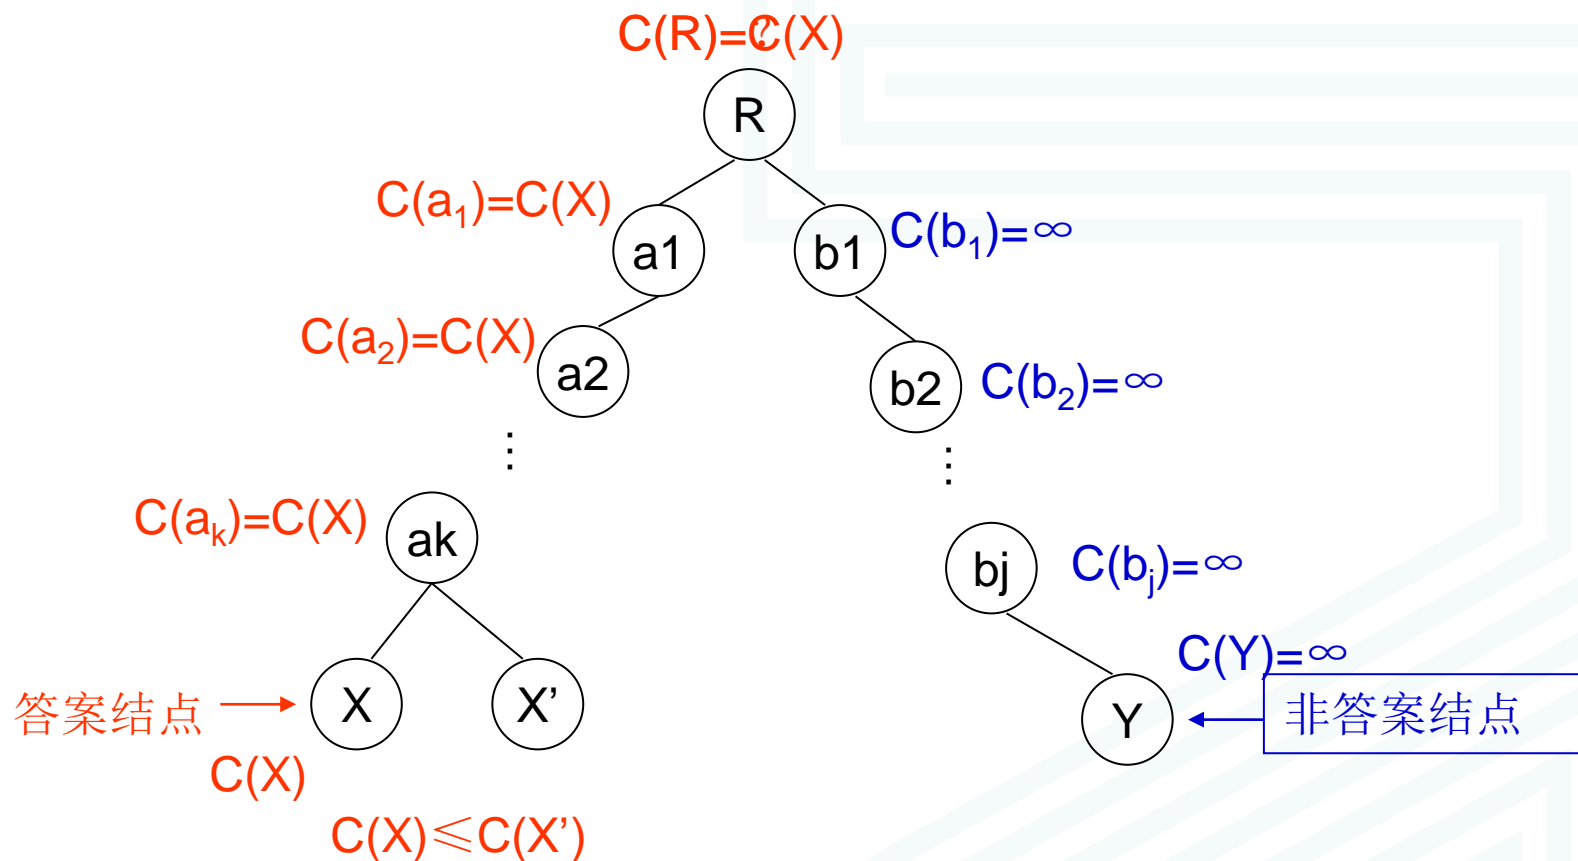 C(R)=?C(X)
R
C(a₁)=C(X)
a1
b1
C(b₁)=∞
C(a₂)=C(X)
a2
b2
C(b₂)=∞
⋮
⋮
C(aₖ)=C(X)
ak
bj
C(bⱼ)=∞
C(Y)=∞
答案结点
X
X’
Y
非答案结点
C(X)
C(X)≤C(X’)